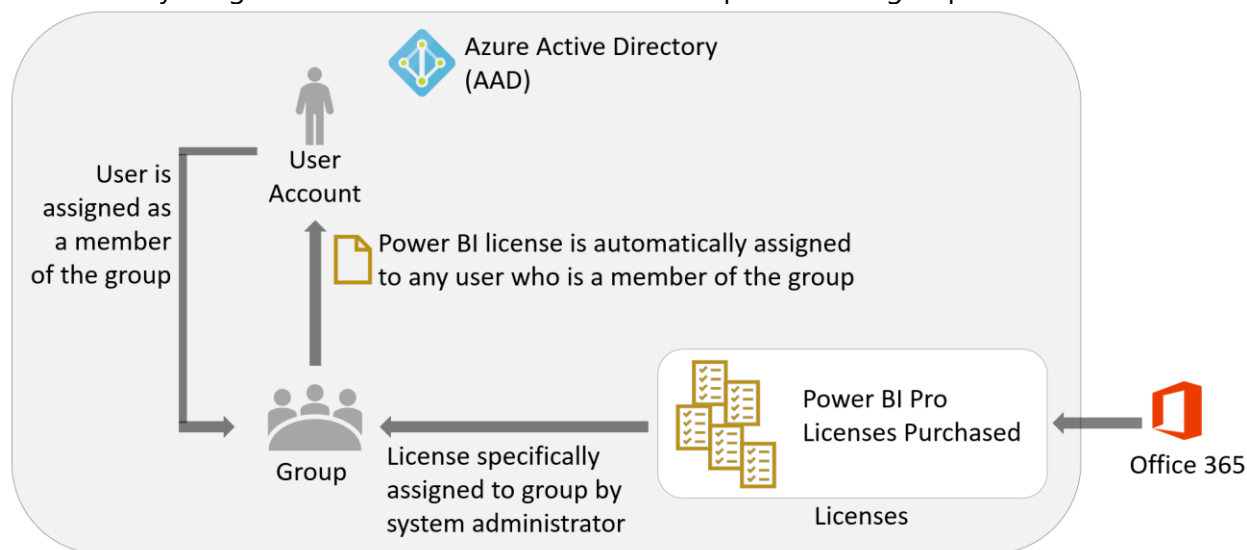 Azure Active Directory
(AAD)
User
Account
User is
assigned as
a member
of the group
Power BI license is automatically assigned
to any user who is a member of the group
Group
License specifically
assigned to group by
system administrator
Power BI Pro
Licenses Purchased
Licenses
Office 365